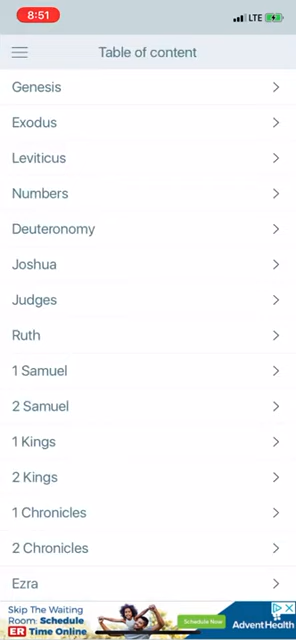 8:51
LTE
Table of content
Genesis
Exodus
Leviticus
Numbers
Deuteronomy
Joshua
Judges
Ruth
1 Samuel
2 Samuel
1 Kings
2 Kings
1 Chronicles
2 Chronicles
Ezra
Skip The Waiting
Room: Schedule
ER Time Online
Schedule Now
AdventHealth